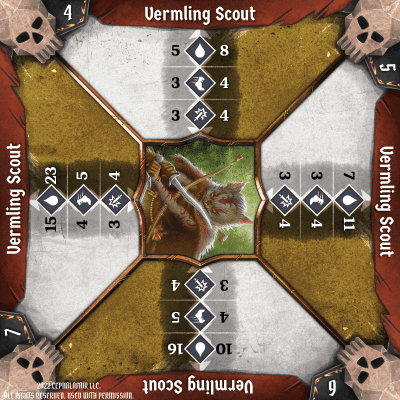 4
Vermling Scout
5 8
3 4
3 4
5
Vermling Scout
7 11
3 4
3 4
6
Vermling Scout
10 16
4 5
3 4
7
Vermling Scout
23 15
5 4
4 3
2022 CEPHALOFAIR LLC.
ALL RIGHTS RESERVED. USED WITH PERMISSION.